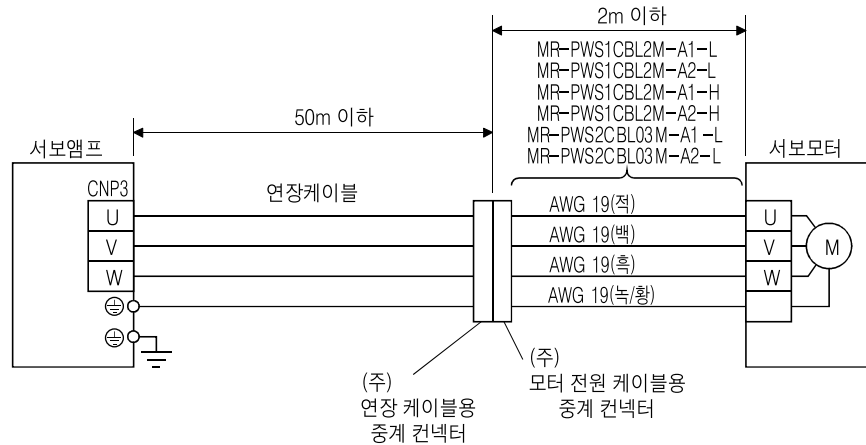 2m 이하
MR-PWS1CBL2M-A1-L
MR-PWS1CBL2M-A2-L
MR-PWS1CBL2M-A1-H
MR-PWS1CBL2M-A2-H
MR-PWS2CBL03M-A1-L
MR-PWS2CBL03M-A2-L
50m 이하
서보앰프
서보모터
CNP3
연장케이블
U
V
W
AWG 19(적)
AWG 19(백)
AWG 19(흑)
AWG 19(녹/황)
U
V
W
M
(주)
연장 케이블용
중계 컨넥터
(주)
모터 전원 케이블용
중계 컨넥터